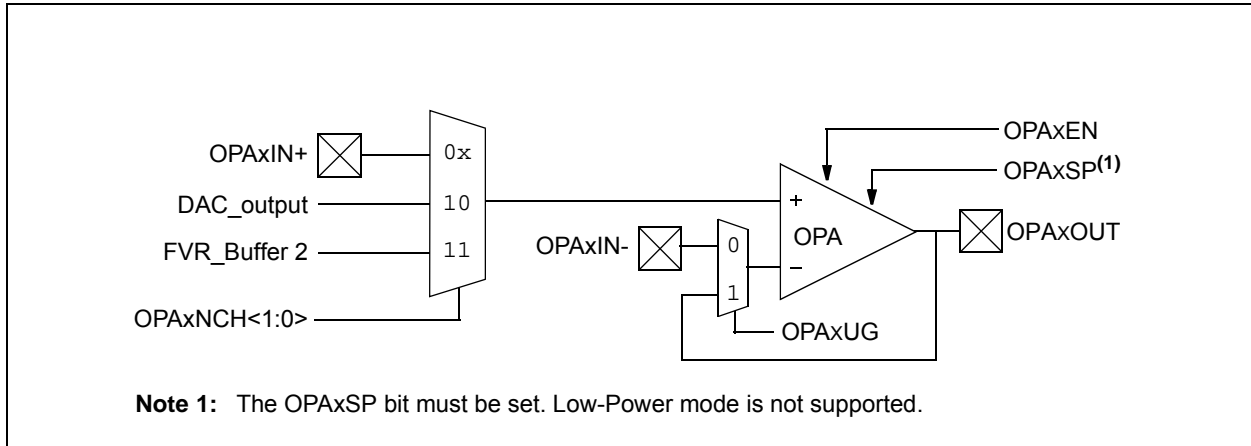 OPAxIN+
0x
DAC_output
10
FVR_Buffer 2
11
OPAxNCH<1:0>
OPAxEN
OPAxSP(1)
+
OPA
−
OPAxOUT
OPAxIN-
0
1
OPAxUG
Note 1: The OPAxSP bit must be set. Low-Power mode is not supported.